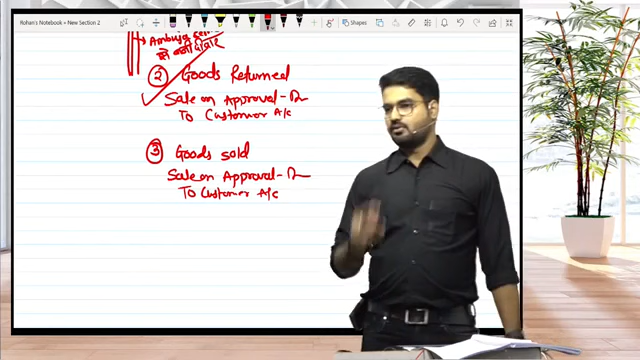 Rohan's Notebook • New Section 2
Shapes
→ Ambuja
② Goods Returned
✓ Sale on Approval - Dr
To Customer A/c
③ Goods sold
Sale on Approval - Dr
To Customer A/c